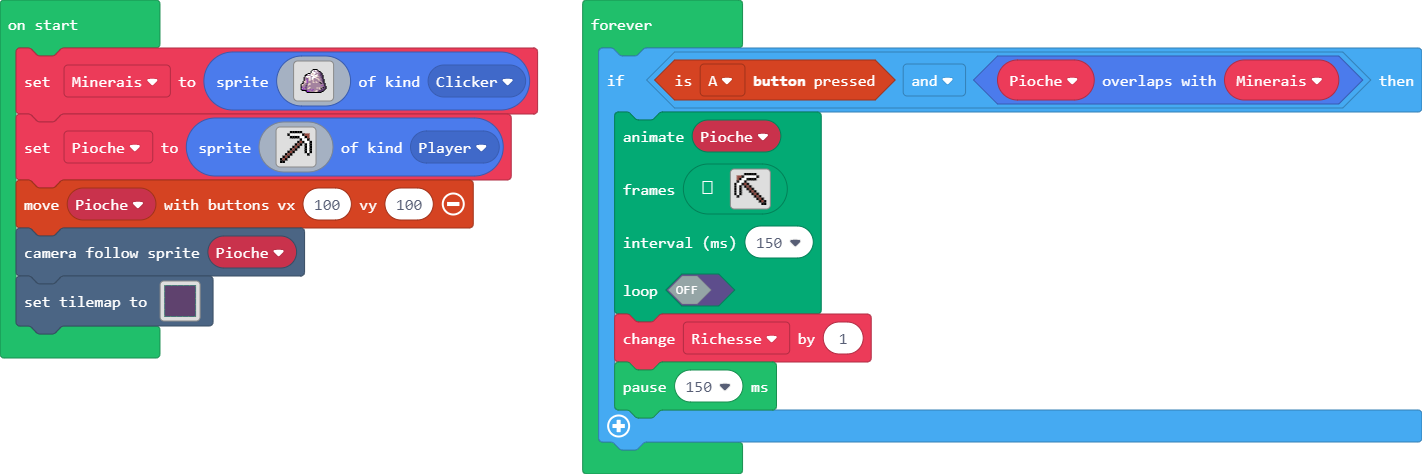 on start
set Minerais to sprite of kind Clicker
set Pioche to sprite of kind Player
move Pioche with buttons vx 100 vy 100
camera follow sprite Pioche
set tilemap to
forever
if is A button pressed and Pioche overlaps with Minerais then
animate Pioche
frames
interval (ms) 150
loop OFF
change Richesse by 1
pause 150 ms